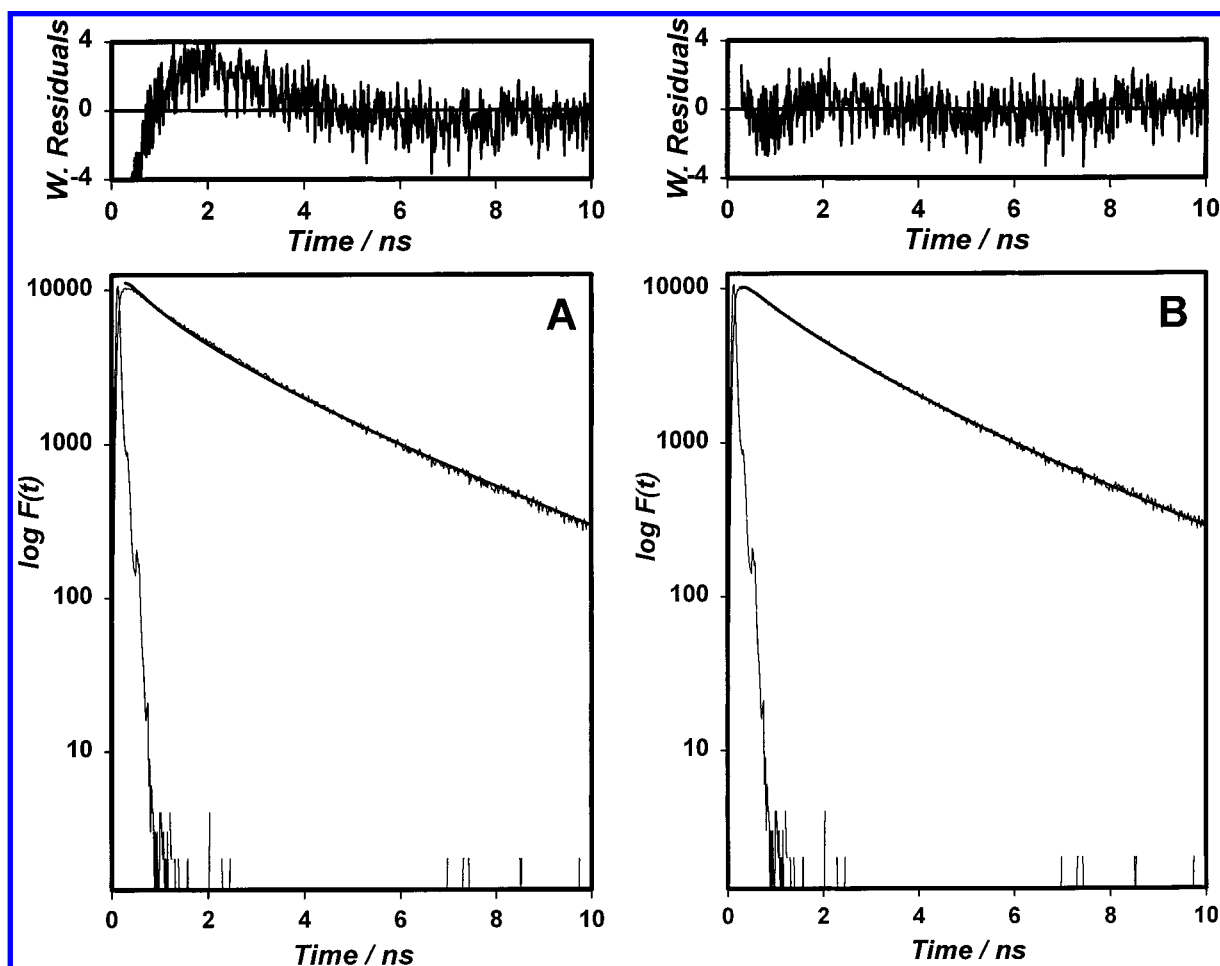 W. Residuals
4
0
-4
0 2 4 6 8 10
Time / ns
W. Residuals
4
0
-4
0 2 4 6 8 10
Time / ns
A
log F(t)
10000
1000
100
10
0 2 4 6 8 10
Time / ns
B
log F(t)
10000
1000
100
10
0 2 4 6 8 10
Time / ns